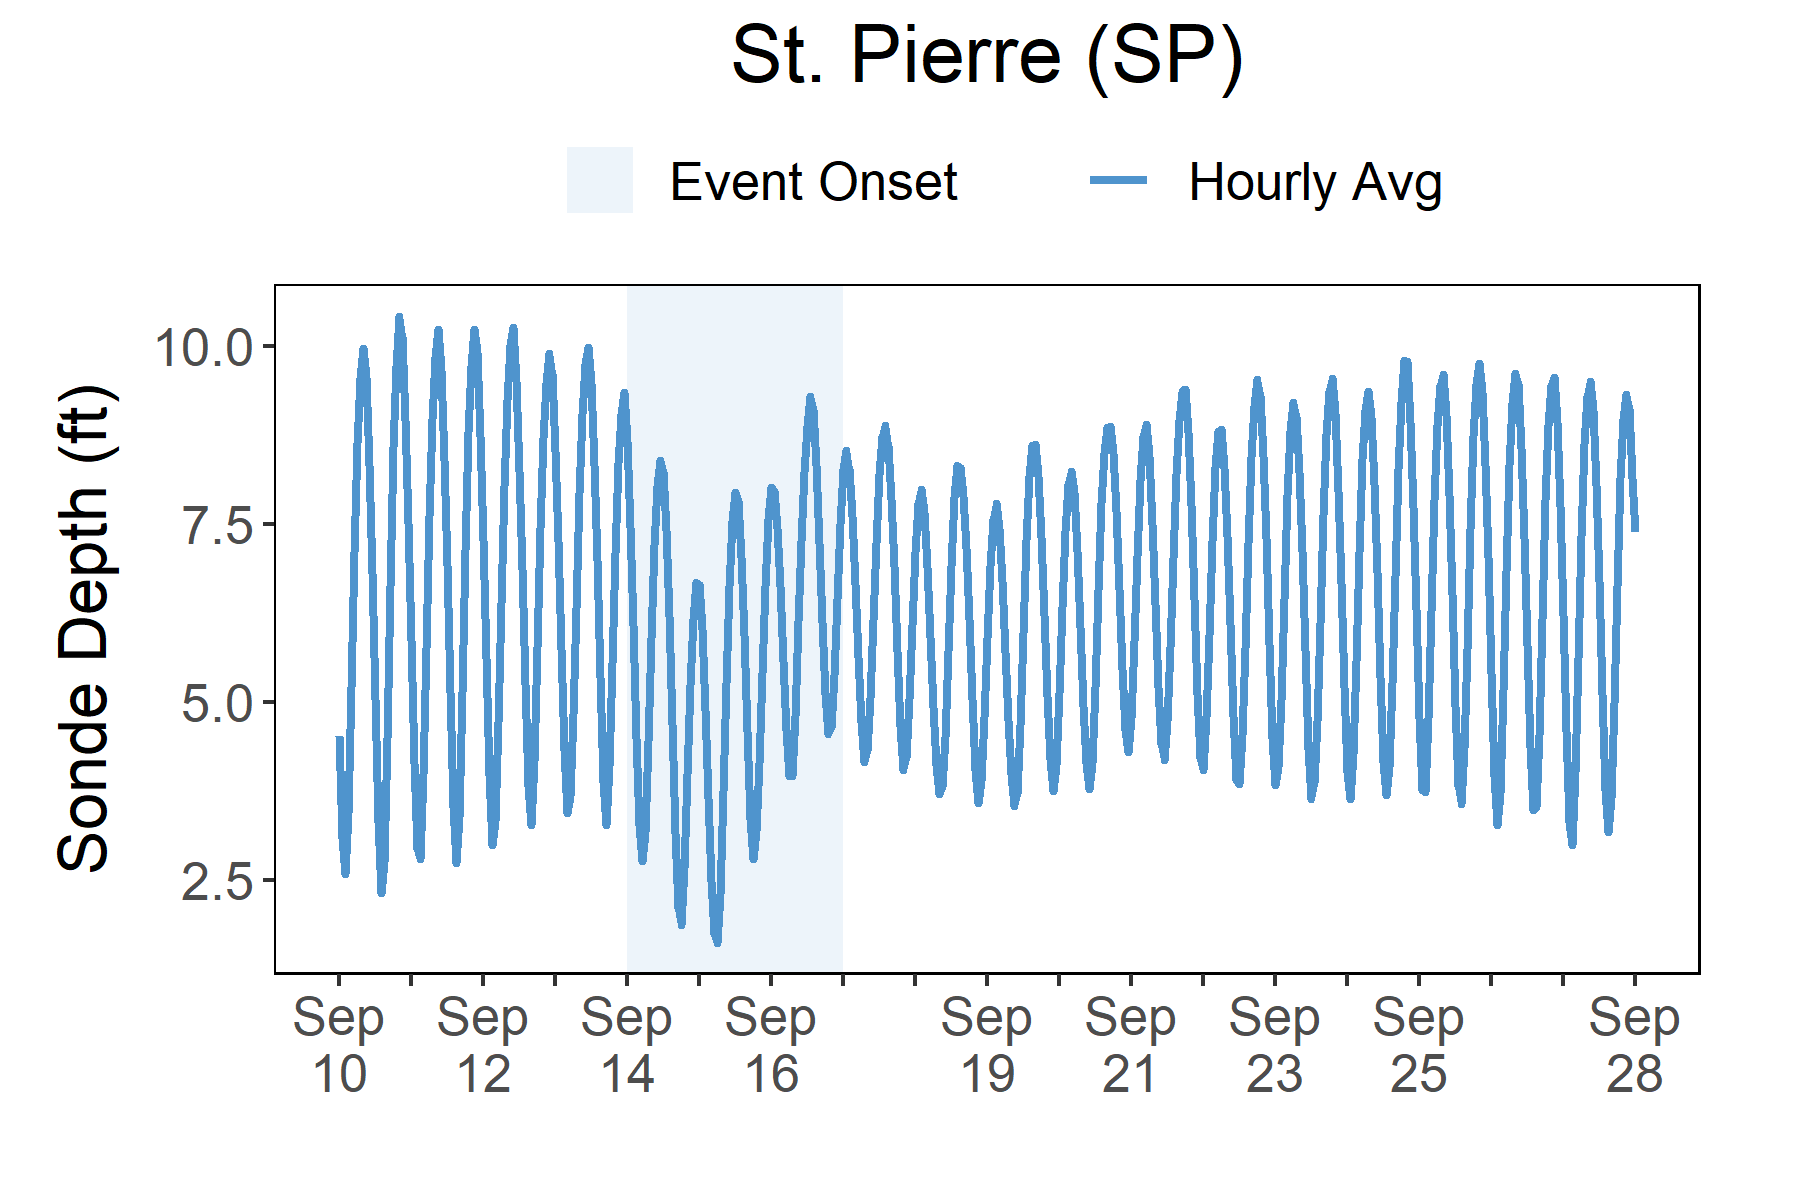 St. Pierre (SP)
Event Onset Hourly Avg
Sonde Depth (ft)
10.0
7.5
5.0
2.5
Sep Sep Sep Sep Sep Sep Sep Sep Sep
10 12 14 16 19 21 23 25 28